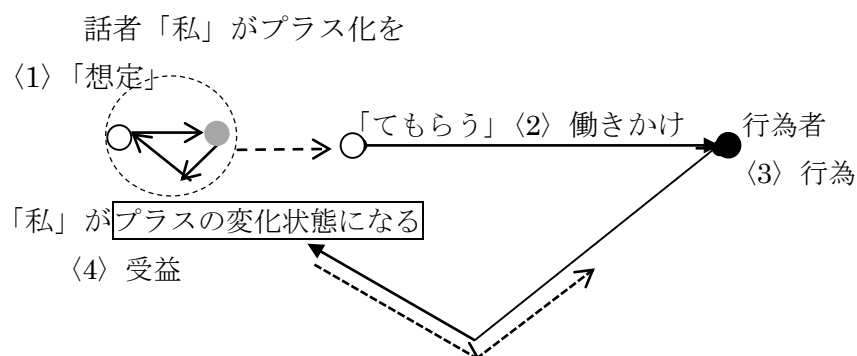 話者「私」がプラス化を
〈1〉「想定」
「てもらう」〈2〉働きかけ
行為者
〈3〉行為
「私」がプラスの変化状態になる
〈4〉受益